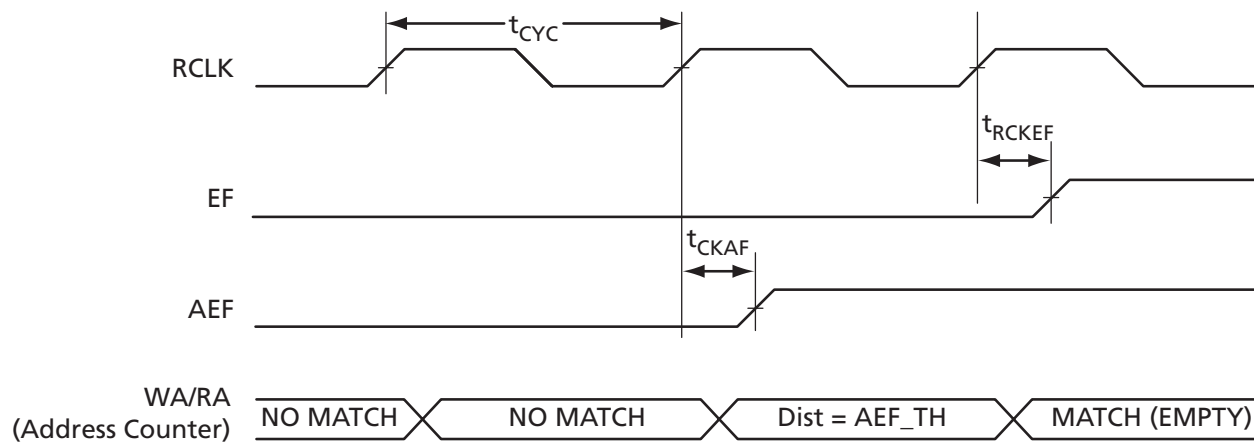 tCYC
RCLK
tRCKEF
EF
tCKAF
AEF
WA/RA
(Address Counter)
NO MATCH
NO MATCH
Dist = AEF_TH
MATCH (EMPTY)